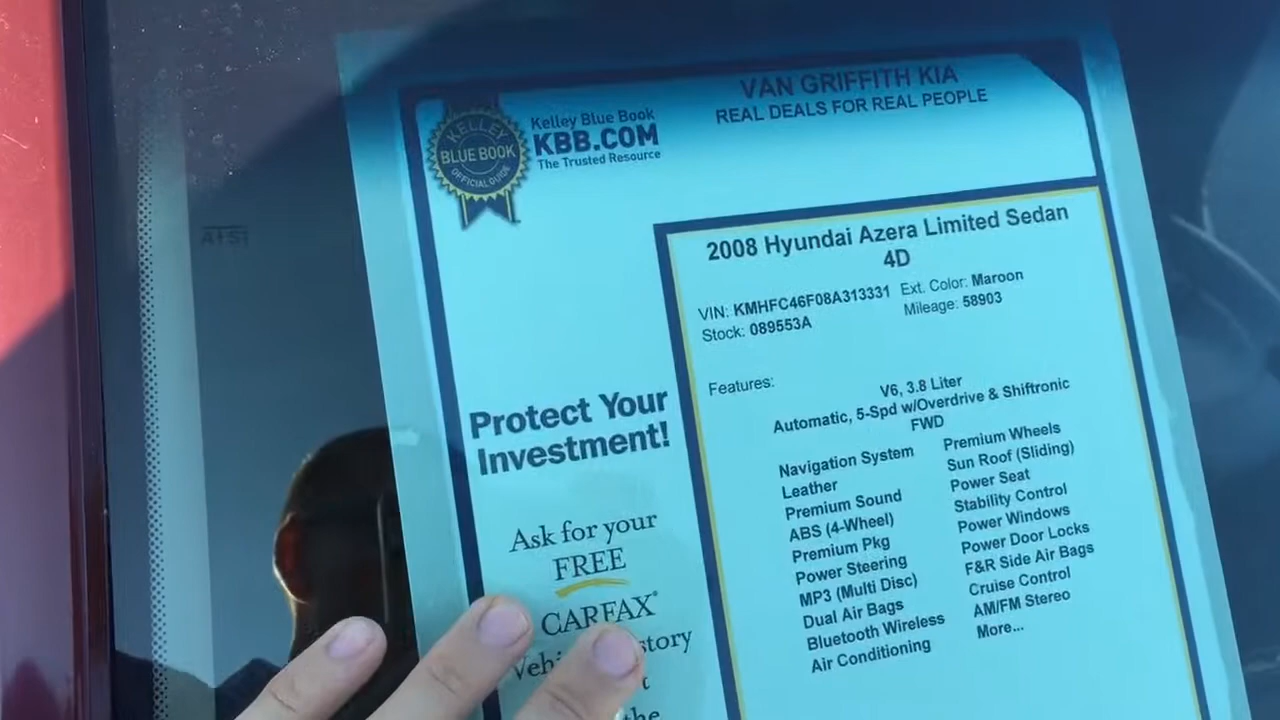 VAN GRIFFITH KIA
REAL DEALS FOR REAL PEOPLE
KELLEY
BLUE BOOK
OFFICIAL GUIDE
Kelley Blue Book
KBB.COM
The Trusted Resource
2008 Hyundai Azera Limited Sedan
4D
VIN: KMHFC46F08A313331 Ext. Color: Maroon
Stock: 089553A Mileage: 58903
Features:
V6, 3.8 Liter
Automatic, 5-Spd w/Overdrive & Shiftronic
FWD
Navigation System Premium Wheels
Leather Sun Roof (Sliding)
Premium Sound Power Seat
ABS (4-Wheel) Stability Control
Premium Pkg Power Windows
Power Steering Power Door Locks
MP3 (Multi Disc) F&R Side Air Bags
Dual Air Bags Cruise Control
Bluetooth Wireless AM/FM Stereo
Air Conditioning More...
Protect Your
Investment!
Ask for your
FREE
CARFAX®
the